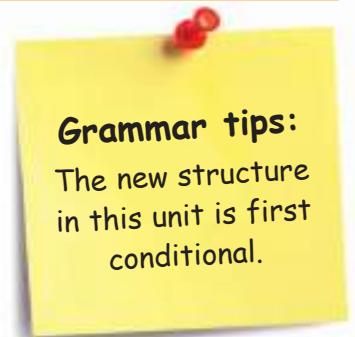 Grammar tips:
The new structure
in this unit is first
conditional.